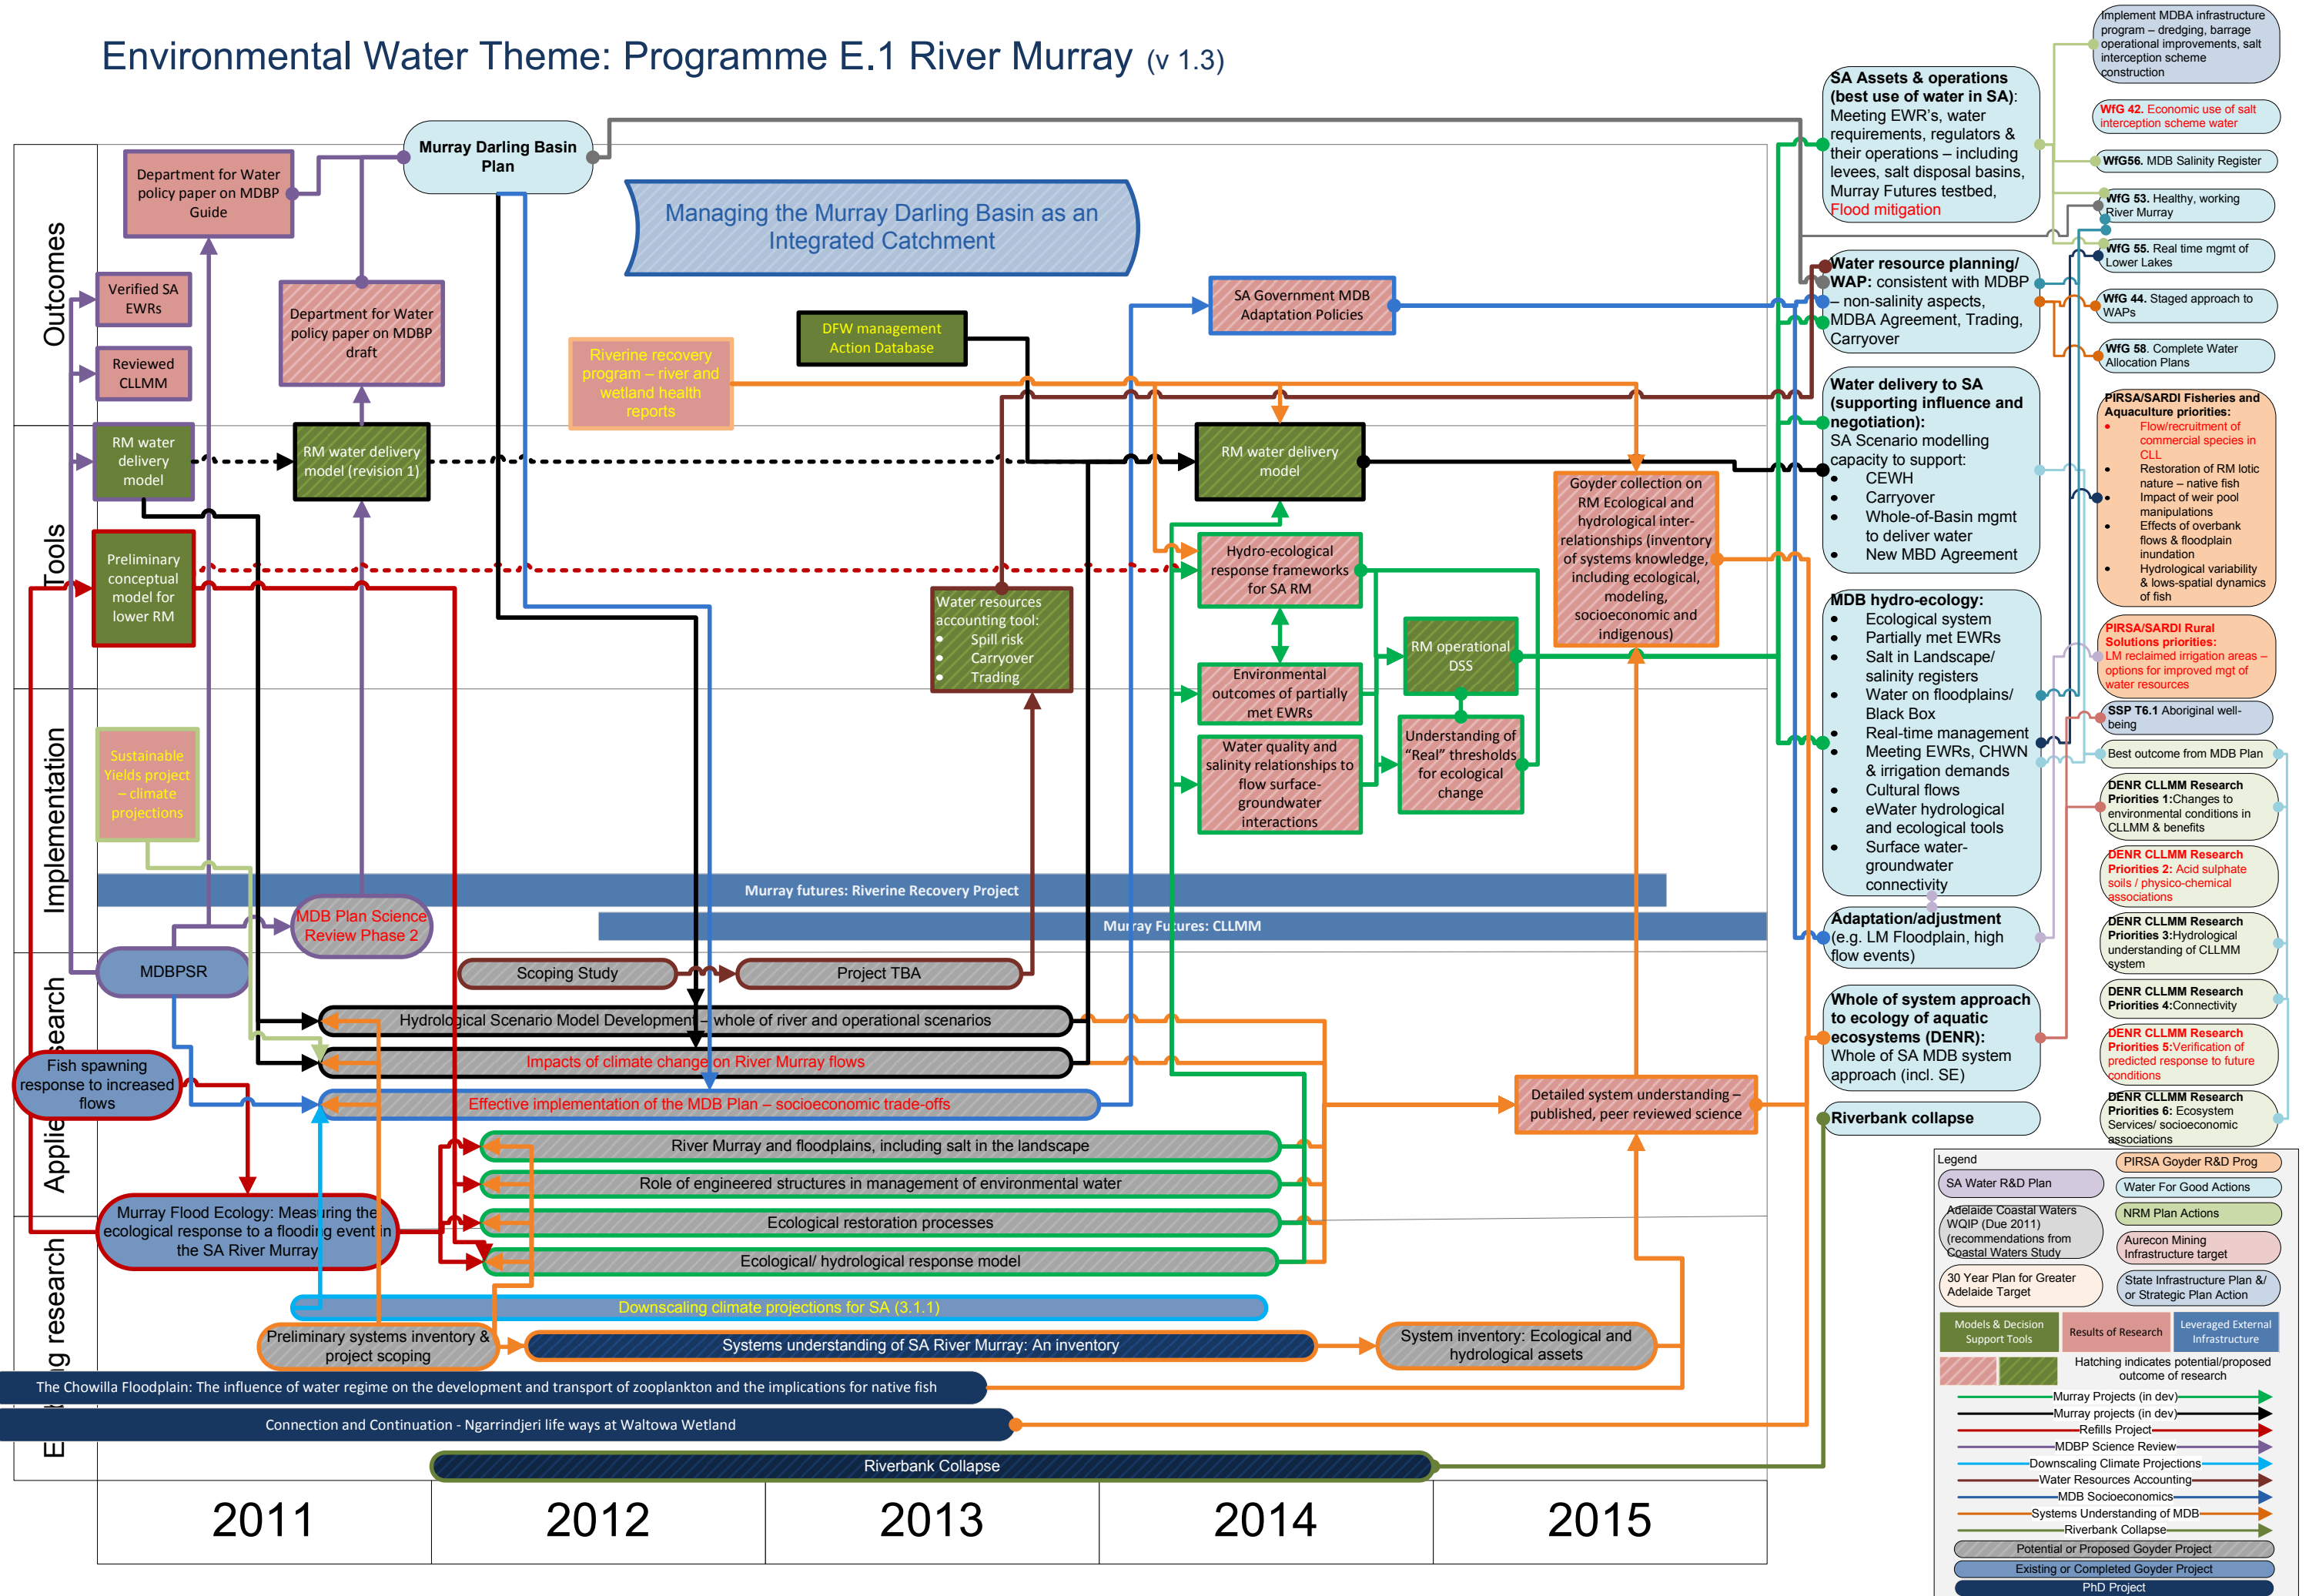 Environmental Water Theme: Programme E.1 River Murray (v 1.3)
Outcomes
Tools
Implementation
Applied research
research
Murray Darling Basin
Plan
Department for Water
policy paper on MDBP
Guide
Managing the Murray Darling Basin as an
Integrated Catchment
Verified SA
EWRs
Reviewed
CLLMM
Department for Water
policy paper on MDBP
draft
Riverine recovery
program – river and
wetland health
reports
DFW management
Action Database
SA Government MDB
Adaptation Policies
RM water
delivery
model
RM water delivery
model (revision 1)
RM water delivery
model
Preliminary
conceptual
model for
lower RM
Water resources
accounting tool:
• Spill risk
• Carryover
• Trading
Hydro-ecological
response frameworks
for SA RM
Environmental
outcomes of partially
met EWRs
Water quality and
salinity relationships to
flow surface-
groundwater
interactions
RM operational
DSS
Understanding of
“Real” thresholds
for ecological
change
Goyder collection on
RM Ecological and
hydrological inter-
relationships (inventory
of systems knowledge,
including ecological,
modeling,
socioeconomic and
indigenous)
Sustainable
Yields project
– climate
projections
Murray futures: Riverine Recovery Project
Murray Futures: CLLMM
MDB Plan Science
Review Phase 2
MDBPSR
Scoping Study
Project TBA
Hydrological Scenario Model Development – whole of river and operational scenarios
Impacts of climate change on River Murray flows
Effective implementation of the MDB Plan – socioeconomic trade-offs
Fish spawning
response to increased
flows
River Murray and floodplains, including salt in the landscape
Role of engineered structures in management of environmental water
Ecological restoration processes
Ecological/ hydrological response model
Murray Flood Ecology: Measuring the
ecological response to a flooding event in
the SA River Murray
Detailed system understanding –
published, peer reviewed science
Downscaling climate projections for SA (3.1.1)
Preliminary systems inventory &
project scoping
Systems understanding of SA River Murray: An inventory
System inventory: Ecological and
hydrological assets
The Chowilla Floodplain: The influence of water regime on the development and transport of zooplankton and the implications for native fish
Connection and Continuation - Ngarrindjeri life ways at Waltowa Wetland
Riverbank Collapse
2011
2012
2013
2014
2015
SA Assets & operations
(best use of water in SA):
Meeting EWR’s, water
requirements, regulators &
their operations – including
levees, salt disposal basins,
Murray Futures testbed,
Flood mitigation
Water resource planning/
WAP: consistent with MDBP
– non-salinity aspects,
MDBA Agreement, Trading,
Carryover
Water delivery to SA
(supporting influence and
negotiation):
SA Scenario modelling
capacity to support:
• CEWH
• Carryover
• Whole-of-Basin mgmt
to deliver water
• New MBD Agreement
MDB hydro-ecology:
• Ecological system
• Partially met EWRs
• Salt in Landscape/
salinity registers
• Water on floodplains/
Black Box
• Real-time management
• Meeting EWRs, CHWN
& irrigation demands
• Cultural flows
• eWater hydrological
and ecological tools
• Surface water-
groundwater
connectivity
Adaptation/adjustment
(e.g. LM Floodplain, high
flow events)
Whole of system approach
to ecology of aquatic
ecosystems (DENR):
Whole of SA MDB system
approach (incl. SE)
Riverbank collapse
Implement MDBA infrastructure
program – dredging, barrage
operational improvements, salt
interception scheme
construction
WfG 42. Economic use of salt
interception scheme water
WfG56. MDB Salinity Register
WfG 53. Healthy, working
River Murray
WfG 55. Real time mgmt of
Lower Lakes
WfG 44. Staged approach to
WAPs
WfG 58. Complete Water
Allocation Plans
PIRSA/SARDI Fisheries and
Aquaculture priorities:
• Flow/recruitment of
commercial species in
CLL
• Restoration of RM lotic
nature – native fish
• Impact of weir pool
manipulations
• Effects of overbank
flows & floodplain
inundation
• Hydrological variability
& lows-spatial dynamics
of fish
PIRSA/SARDI Rural
Solutions priorities:
LM reclaimed irrigation areas –
options for improved mgt of
water resources
SSP T6.1 Aboriginal well-
being
Best outcome from MDB Plan
DENR CLLMM Research
Priorities 1:Changes to
environmental conditions in
CLLMM & benefits
DENR CLLMM Research
Priorities 2: Acid sulphate
soils / physico-chemical
associations
DENR CLLMM Research
Priorities 3:Hydrological
understanding of CLLMM
system
DENR CLLMM Research
Priorities 4:Connectivity
DENR CLLMM Research
Priorities 5:Verification of
predicted response to future
conditions
DENR CLLMM Research
Priorities 6: Ecosystem
Services/ socioeconomic
associations
Legend
SA Water R&D Plan
Adelaide Coastal Waters
WQIP (Due 2011)
(recommendations from
Coastal Waters Study
30 Year Plan for Greater
Adelaide Target
PIRSA Goyder R&D Prog
Water For Good Actions
NRM Plan Actions
Aurecon Mining
Infrastructure target
State Infrastructure Plan &/
or Strategic Plan Action
Models & Decision
Support Tools
Results of Research
Leveraged External
Infrastructure
Hatching indicates potential/proposed
outcome of research
Murray Projects (in dev)
Murray projects (in dev)
Refills Project
MDBP Science Review
Downscaling Climate Projections
Water Resources Accounting
MDB Socioeconomics
Systems Understanding of MDB
Riverbank Collapse
Potential or Proposed Goyder Project
Existing or Completed Goyder Project
PhD Project